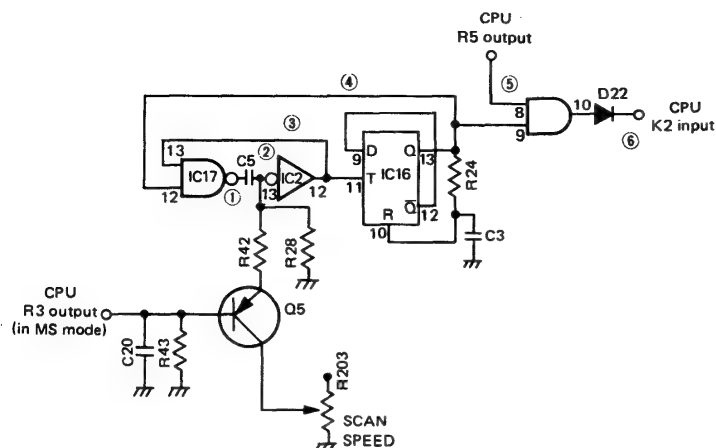 CPU
R5 output
④
⑤
③
②
①
⑥
8
9
10
D22
CPU
K2 input
13
12
IC17
C5
13
IC2
12
11
9
D
T
IC16
Q
13
Q̅
12
R
10
R24
C3
R42
R28
CPU
R3 output
(in MS mode)
C20
R43
Q5
R203
SCAN
SPEED